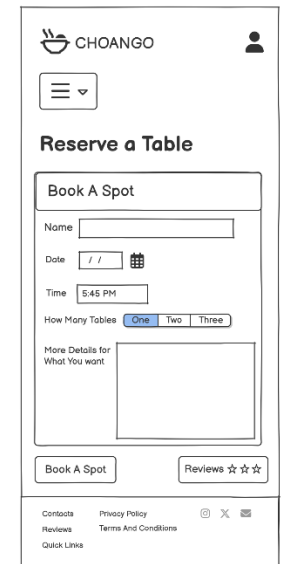 CHOANGO
Reserve a Table
Book A Spot
Name
Date / /
Time 5:45 PM
How Many Tables One Two Three
More Details for
What You want
Book A Spot Reviews ☆☆☆
Contacts Privacy Policy
Reviews Terms And Conditions
Quick Links